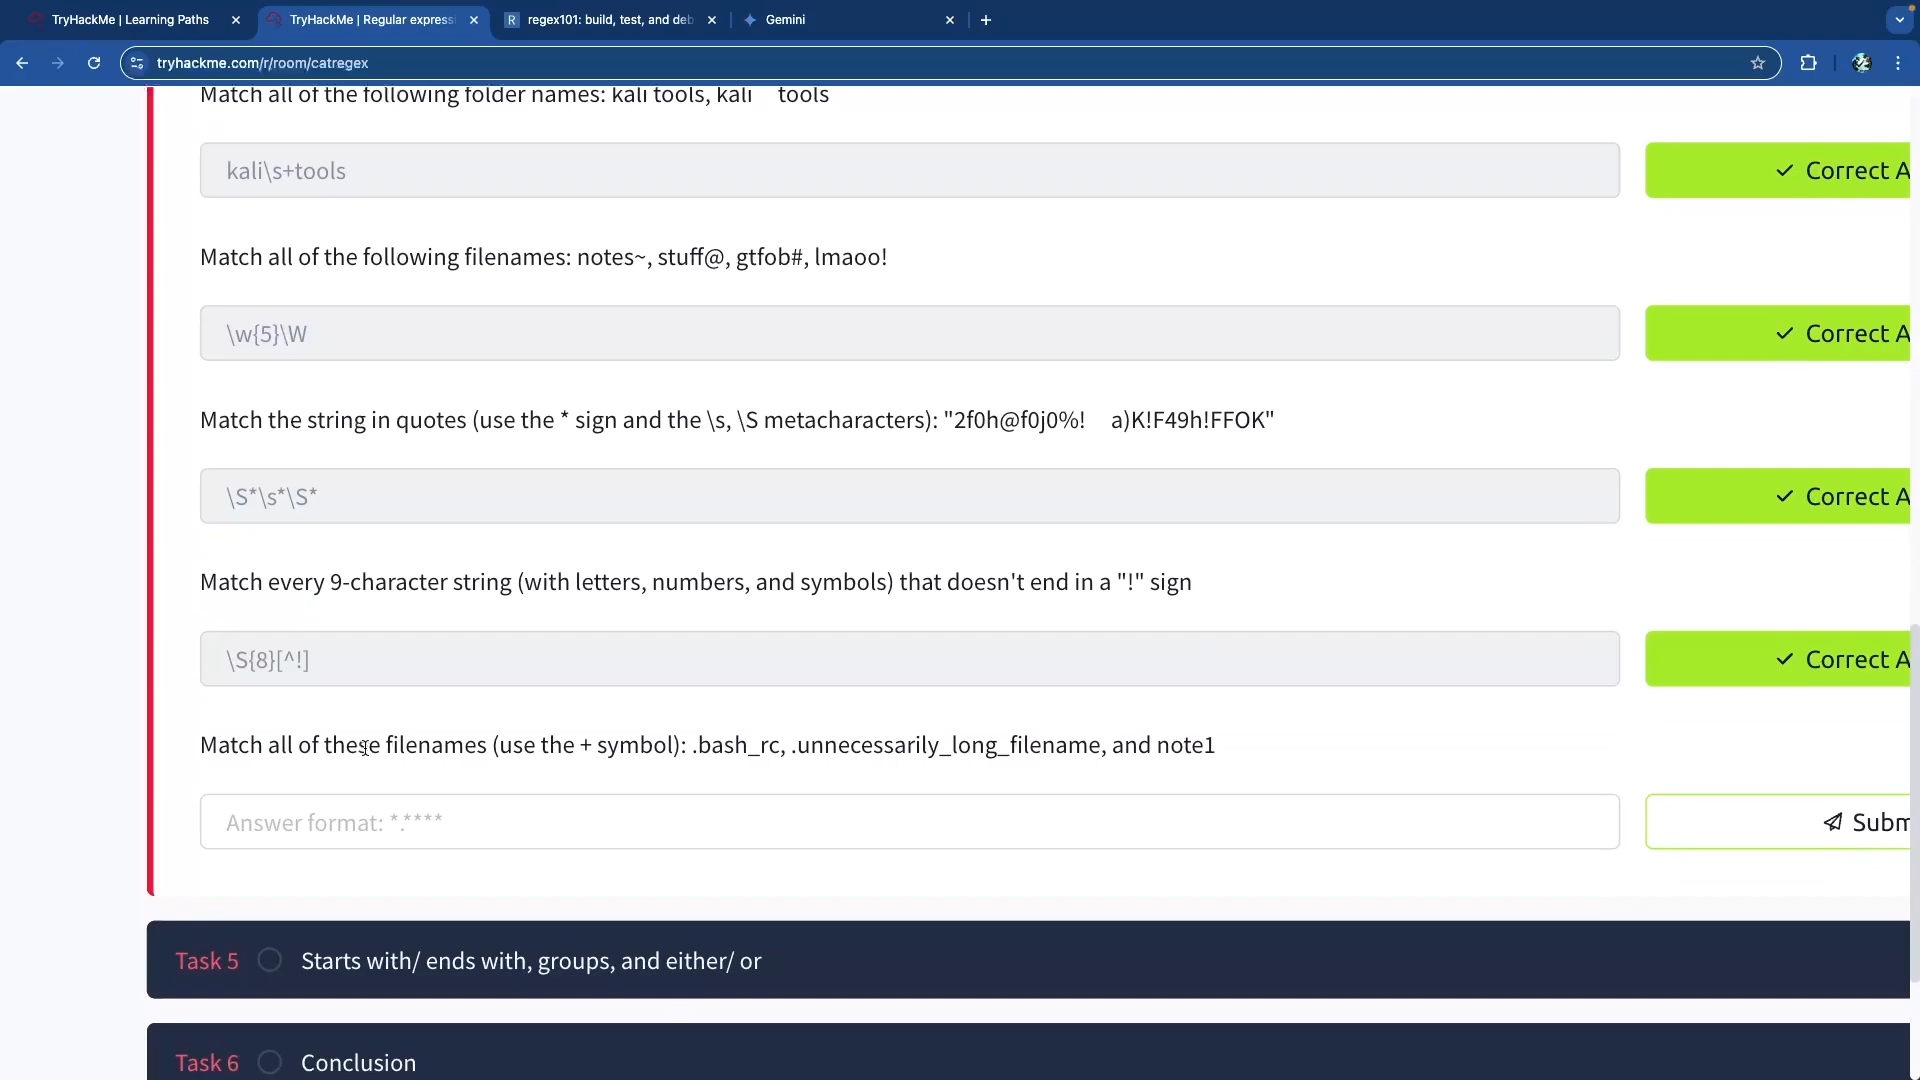 TryHackMe | Learning Paths
TryHackMe | Regular express
regex101: build, test, and deb
Gemini
tryhackme.com/r/room/catregex
Match all of the following folder names: kali tools, kali    tools
kali\s+tools
✓ Correct A
Match all of the following filenames: notes~, stuff@, gtfob#, lmaoo!
\w{5}\W
✓ Correct A
Match the string in quotes (use the * sign and the \s, \S metacharacters): "2f0h@f0j0%!    a)K!F49h!FFOK"
\S*\s*\S*
✓ Correct A
Match every 9-character string (with letters, numbers, and symbols) that doesn't end in a "!" sign
\S{8}[^!]
✓ Correct A
Match all of these filenames (use the + symbol): .bash_rc, .unnecessarily_long_filename, and note1
Answer format: *.****
Subm
Task 5 Starts with/ ends with, groups, and either/ or
Task 6 Conclusion